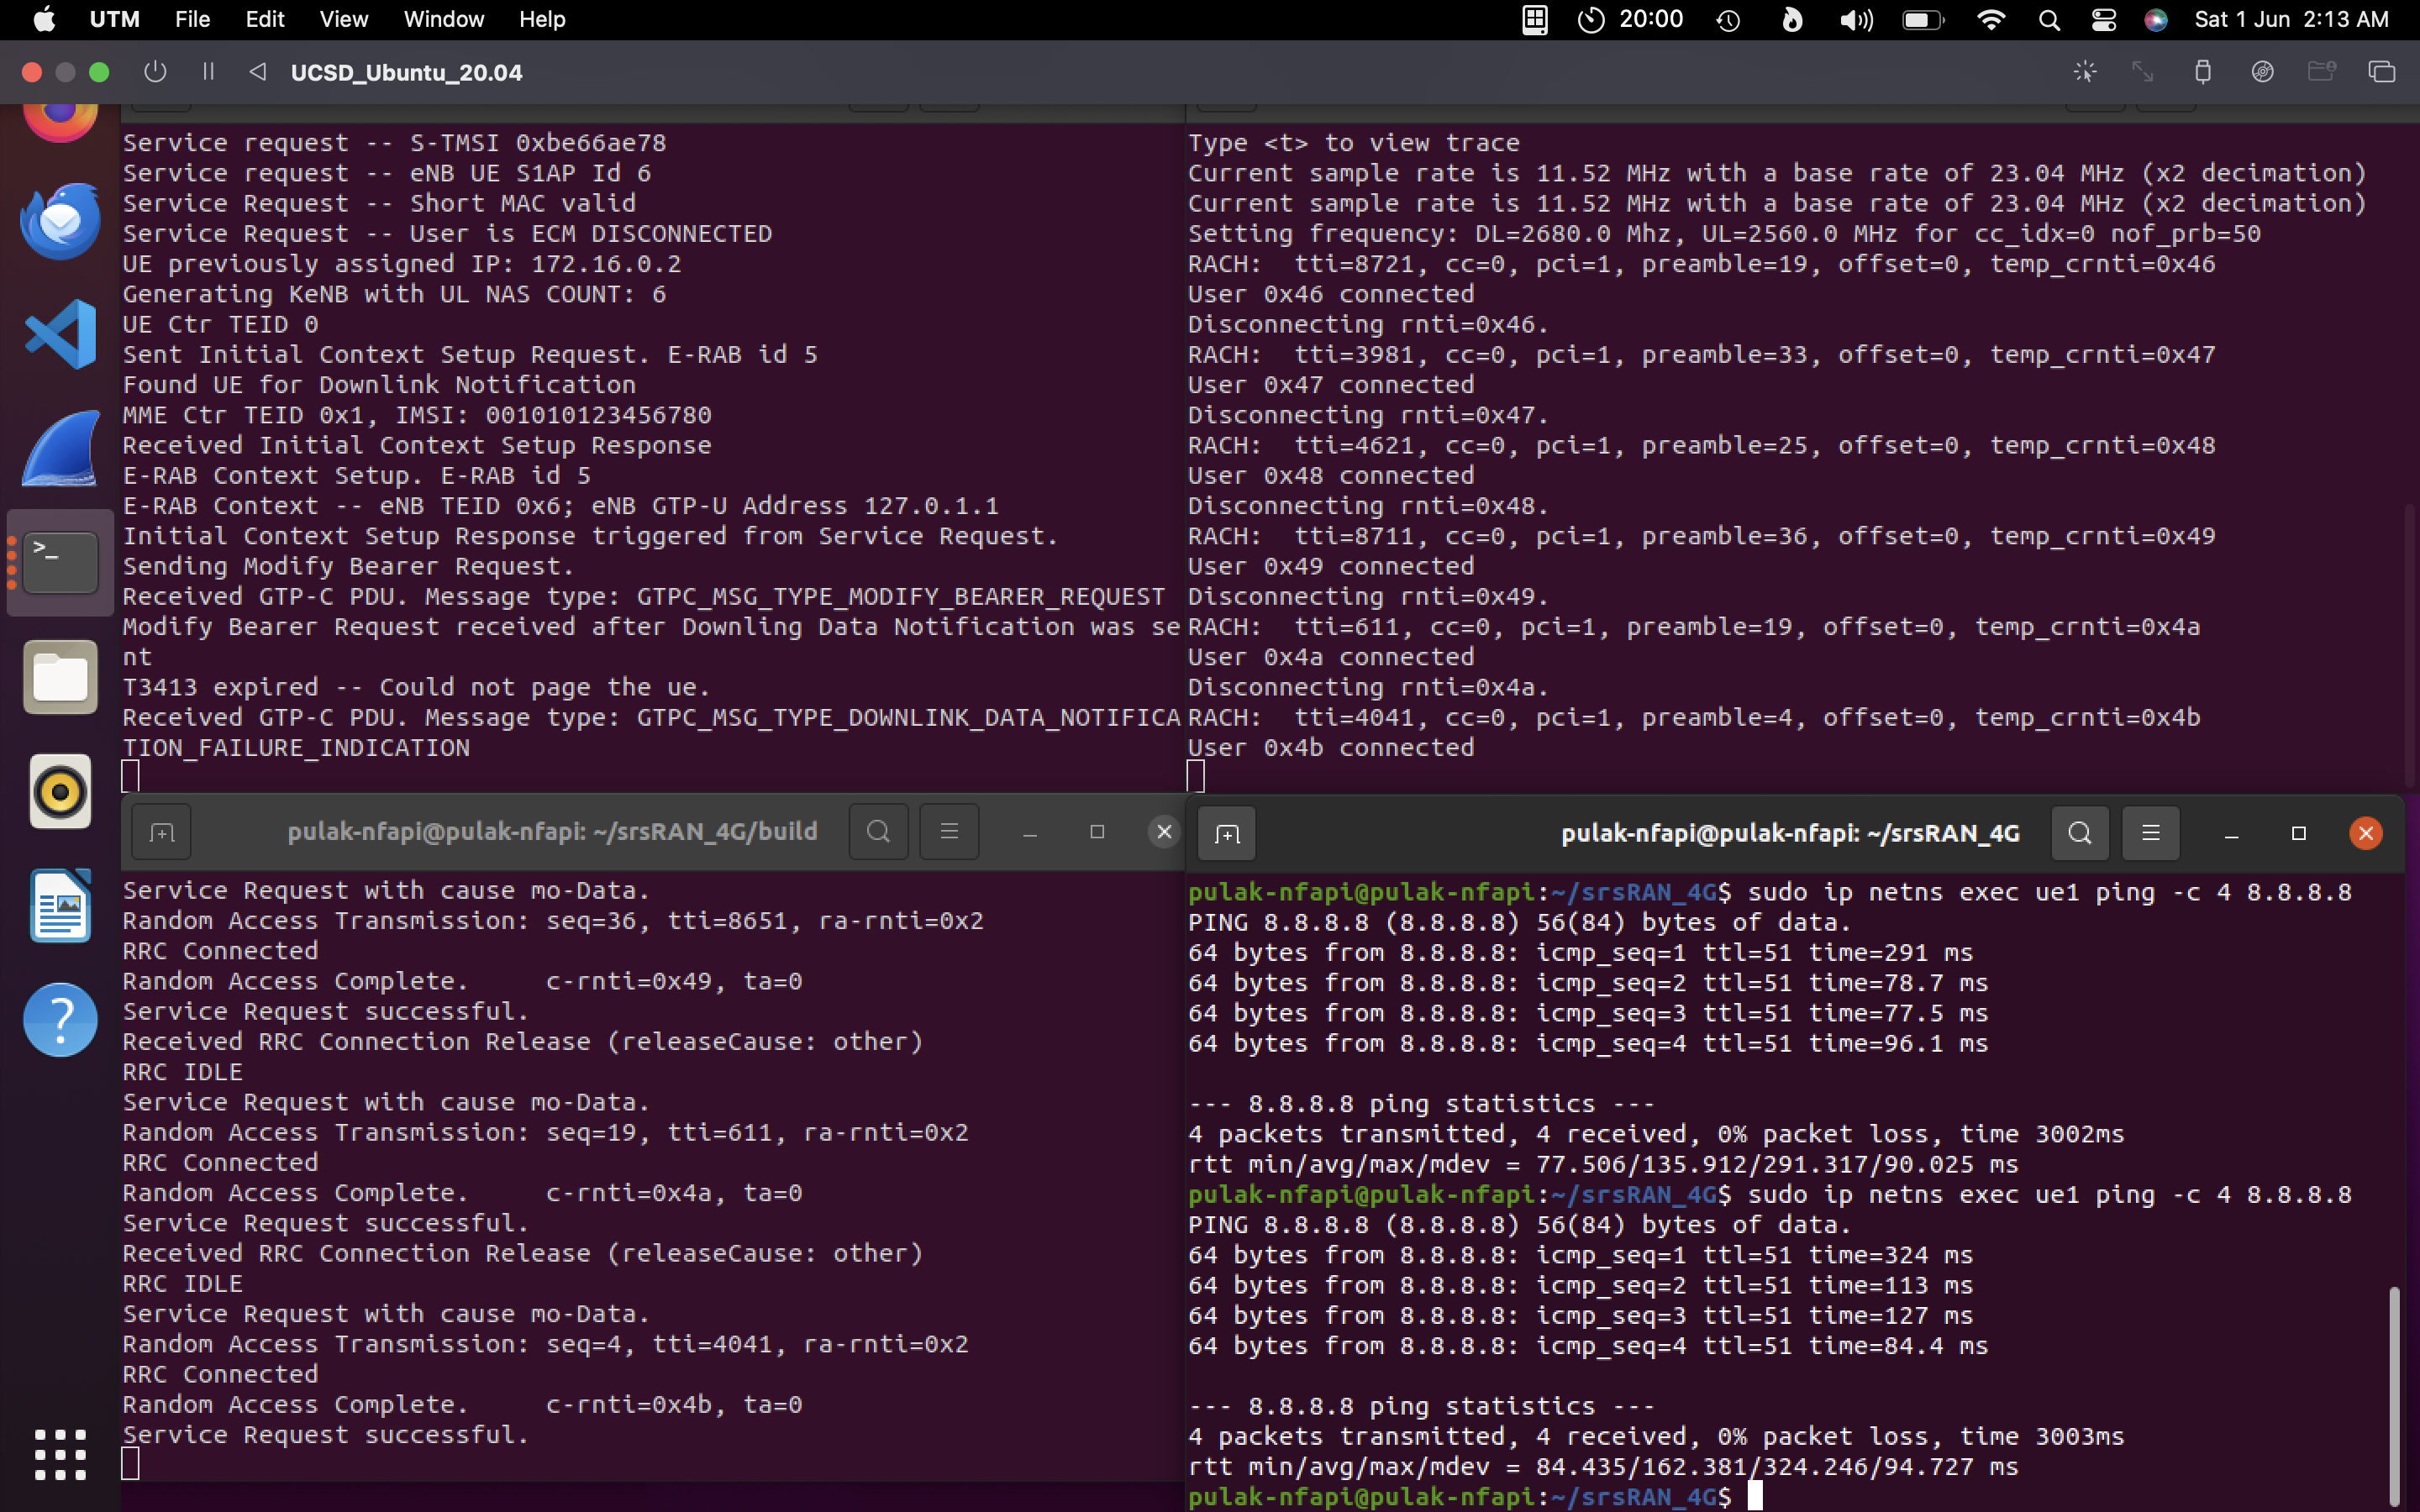 UTM File Edit View Window Help 20:00 Sat 1 Jun 2:13 AM
UCSD_Ubuntu_20.04
Service request -- S-TMSI 0xbe66ae78
Service request -- eNB UE S1AP Id 6
Service Request -- Short MAC valid
Service Request -- User is ECM DISCONNECTED
UE previously assigned IP: 172.16.0.2
Generating KeNB with UL NAS COUNT: 6
UE Ctr TEID 0
Sent Initial Context Setup Request. E-RAB id 5
Found UE for Downlink Notification
MME Ctr TEID 0x1, IMSI: 001010123456780
Received Initial Context Setup Response
E-RAB Context Setup. E-RAB id 5
E-RAB Context -- eNB TEID 0x6; eNB GTP-U Address 127.0.1.1
Initial Context Setup Response triggered from Service Request.
Sending Modify Bearer Request.
Received GTP-C PDU. Message type: GTPC_MSG_TYPE_MODIFY_BEARER_REQUEST
Modify Bearer Request received after Downling Data Notification was se
nt
T3413 expired -- Could not page the ue.
Received GTP-C PDU. Message type: GTPC_MSG_TYPE_DOWNLINK_DATA_NOTIFICA
TION_FAILURE_INDICATION
Type <t> to view trace
Current sample rate is 11.52 MHz with a base rate of 23.04 MHz (x2 decimation)
Current sample rate is 11.52 MHz with a base rate of 23.04 MHz (x2 decimation)
Setting frequency: DL=2680.0 Mhz, UL=2560.0 MHz for cc_idx=0 nof_prb=50
RACH:  tti=8721, cc=0, pci=1, preamble=19, offset=0, temp_crnti=0x46
User 0x46 connected
Disconnecting rnti=0x46.
RACH:  tti=3981, cc=0, pci=1, preamble=33, offset=0, temp_crnti=0x47
User 0x47 connected
Disconnecting rnti=0x47.
RACH:  tti=4621, cc=0, pci=1, preamble=25, offset=0, temp_crnti=0x48
User 0x48 connected
Disconnecting rnti=0x48.
RACH:  tti=8711, cc=0, pci=1, preamble=36, offset=0, temp_crnti=0x49
User 0x49 connected
Disconnecting rnti=0x49.
RACH:  tti=611, cc=0, pci=1, preamble=19, offset=0, temp_crnti=0x4a
User 0x4a connected
Disconnecting rnti=0x4a.
RACH:  tti=4041, cc=0, pci=1, preamble=4, offset=0, temp_crnti=0x4b
User 0x4b connected
pulak-nfapi@pulak-nfapi: ~/srsRAN_4G/build
Service Request with cause mo-Data.
Random Access Transmission: seq=36, tti=8651, ra-rnti=0x2
RRC Connected
Random Access Complete.     c-rnti=0x49, ta=0
Service Request successful.
Received RRC Connection Release (releaseCause: other)
RRC IDLE
Service Request with cause mo-Data.
Random Access Transmission: seq=19, tti=611, ra-rnti=0x2
RRC Connected
Random Access Complete.     c-rnti=0x4a, ta=0
Service Request successful.
Received RRC Connection Release (releaseCause: other)
RRC IDLE
Service Request with cause mo-Data.
Random Access Transmission: seq=4, tti=4041, ra-rnti=0x2
RRC Connected
Random Access Complete.     c-rnti=0x4b, ta=0
Service Request successful.
pulak-nfapi@pulak-nfapi: ~/srsRAN_4G
pulak-nfapi@pulak-nfapi:~/srsRAN_4G$ sudo ip netns exec ue1 ping -c 4 8.8.8.8
PING 8.8.8.8 (8.8.8.8) 56(84) bytes of data.
64 bytes from 8.8.8.8: icmp_seq=1 ttl=51 time=291 ms
64 bytes from 8.8.8.8: icmp_seq=2 ttl=51 time=78.7 ms
64 bytes from 8.8.8.8: icmp_seq=3 ttl=51 time=77.5 ms
64 bytes from 8.8.8.8: icmp_seq=4 ttl=51 time=96.1 ms
--- 8.8.8.8 ping statistics ---
4 packets transmitted, 4 received, 0% packet loss, time 3002ms
rtt min/avg/max/mdev = 77.506/135.912/291.317/90.025 ms
pulak-nfapi@pulak-nfapi:~/srsRAN_4G$ sudo ip netns exec ue1 ping -c 4 8.8.8.8
PING 8.8.8.8 (8.8.8.8) 56(84) bytes of data.
64 bytes from 8.8.8.8: icmp_seq=1 ttl=51 time=324 ms
64 bytes from 8.8.8.8: icmp_seq=2 ttl=51 time=113 ms
64 bytes from 8.8.8.8: icmp_seq=3 ttl=51 time=127 ms
64 bytes from 8.8.8.8: icmp_seq=4 ttl=51 time=84.4 ms
--- 8.8.8.8 ping statistics ---
4 packets transmitted, 4 received, 0% packet loss, time 3003ms
rtt min/avg/max/mdev = 84.435/162.381/324.246/94.727 ms
pulak-nfapi@pulak-nfapi:~/srsRAN_4G$